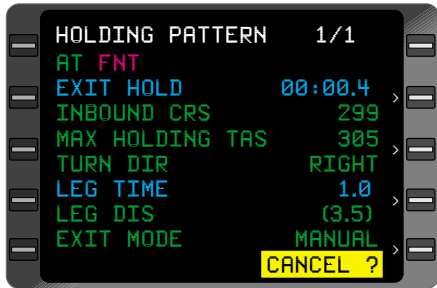 HOLDING PATTERN 1/1
AT FNT
EXIT HOLD 00:00.4 >
INBOUND CRS 299
MAX HOLDING TAS 305 >
TURN DIR RIGHT
LEG TIME 1.0 >
LEG DIS (3.5)
EXIT MODE MANUAL >
CANCEL ?